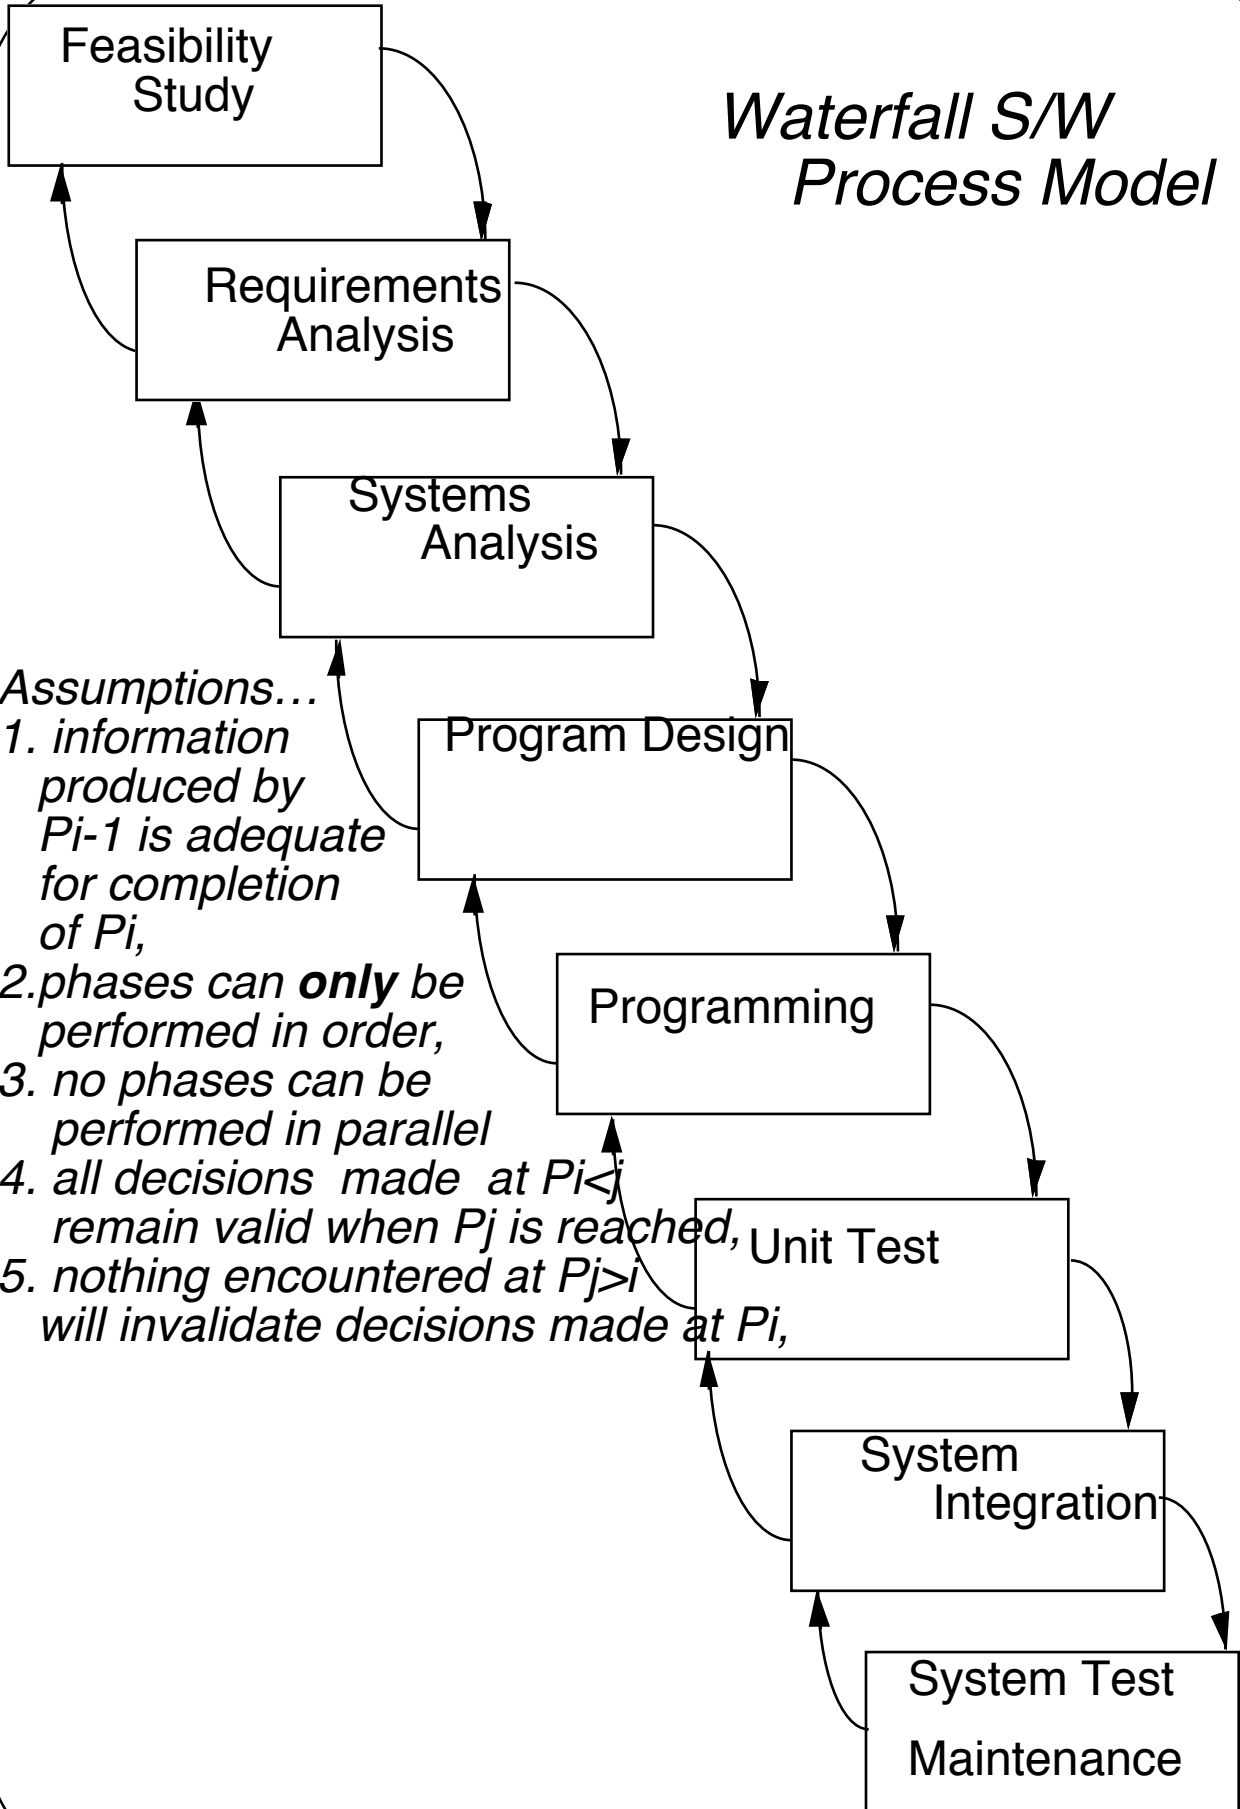 Feasibility
Study
Waterfall S/W
Process Model
Requirements
Analysis
Systems
Analysis
Assumptions…
1. information
produced by
Pi-1 is adequate
for completion
of Pi,
2.phases can only be
performed in order,
3. no phases can be
performed in parallel
4. all decisions  made  at Pi<j
remain valid when Pj is reached,
5. nothing encountered at Pj>i
will invalidate decisions made at Pi,
Program Design
Programming
Unit Test
System
Integration
System Test
Maintenance